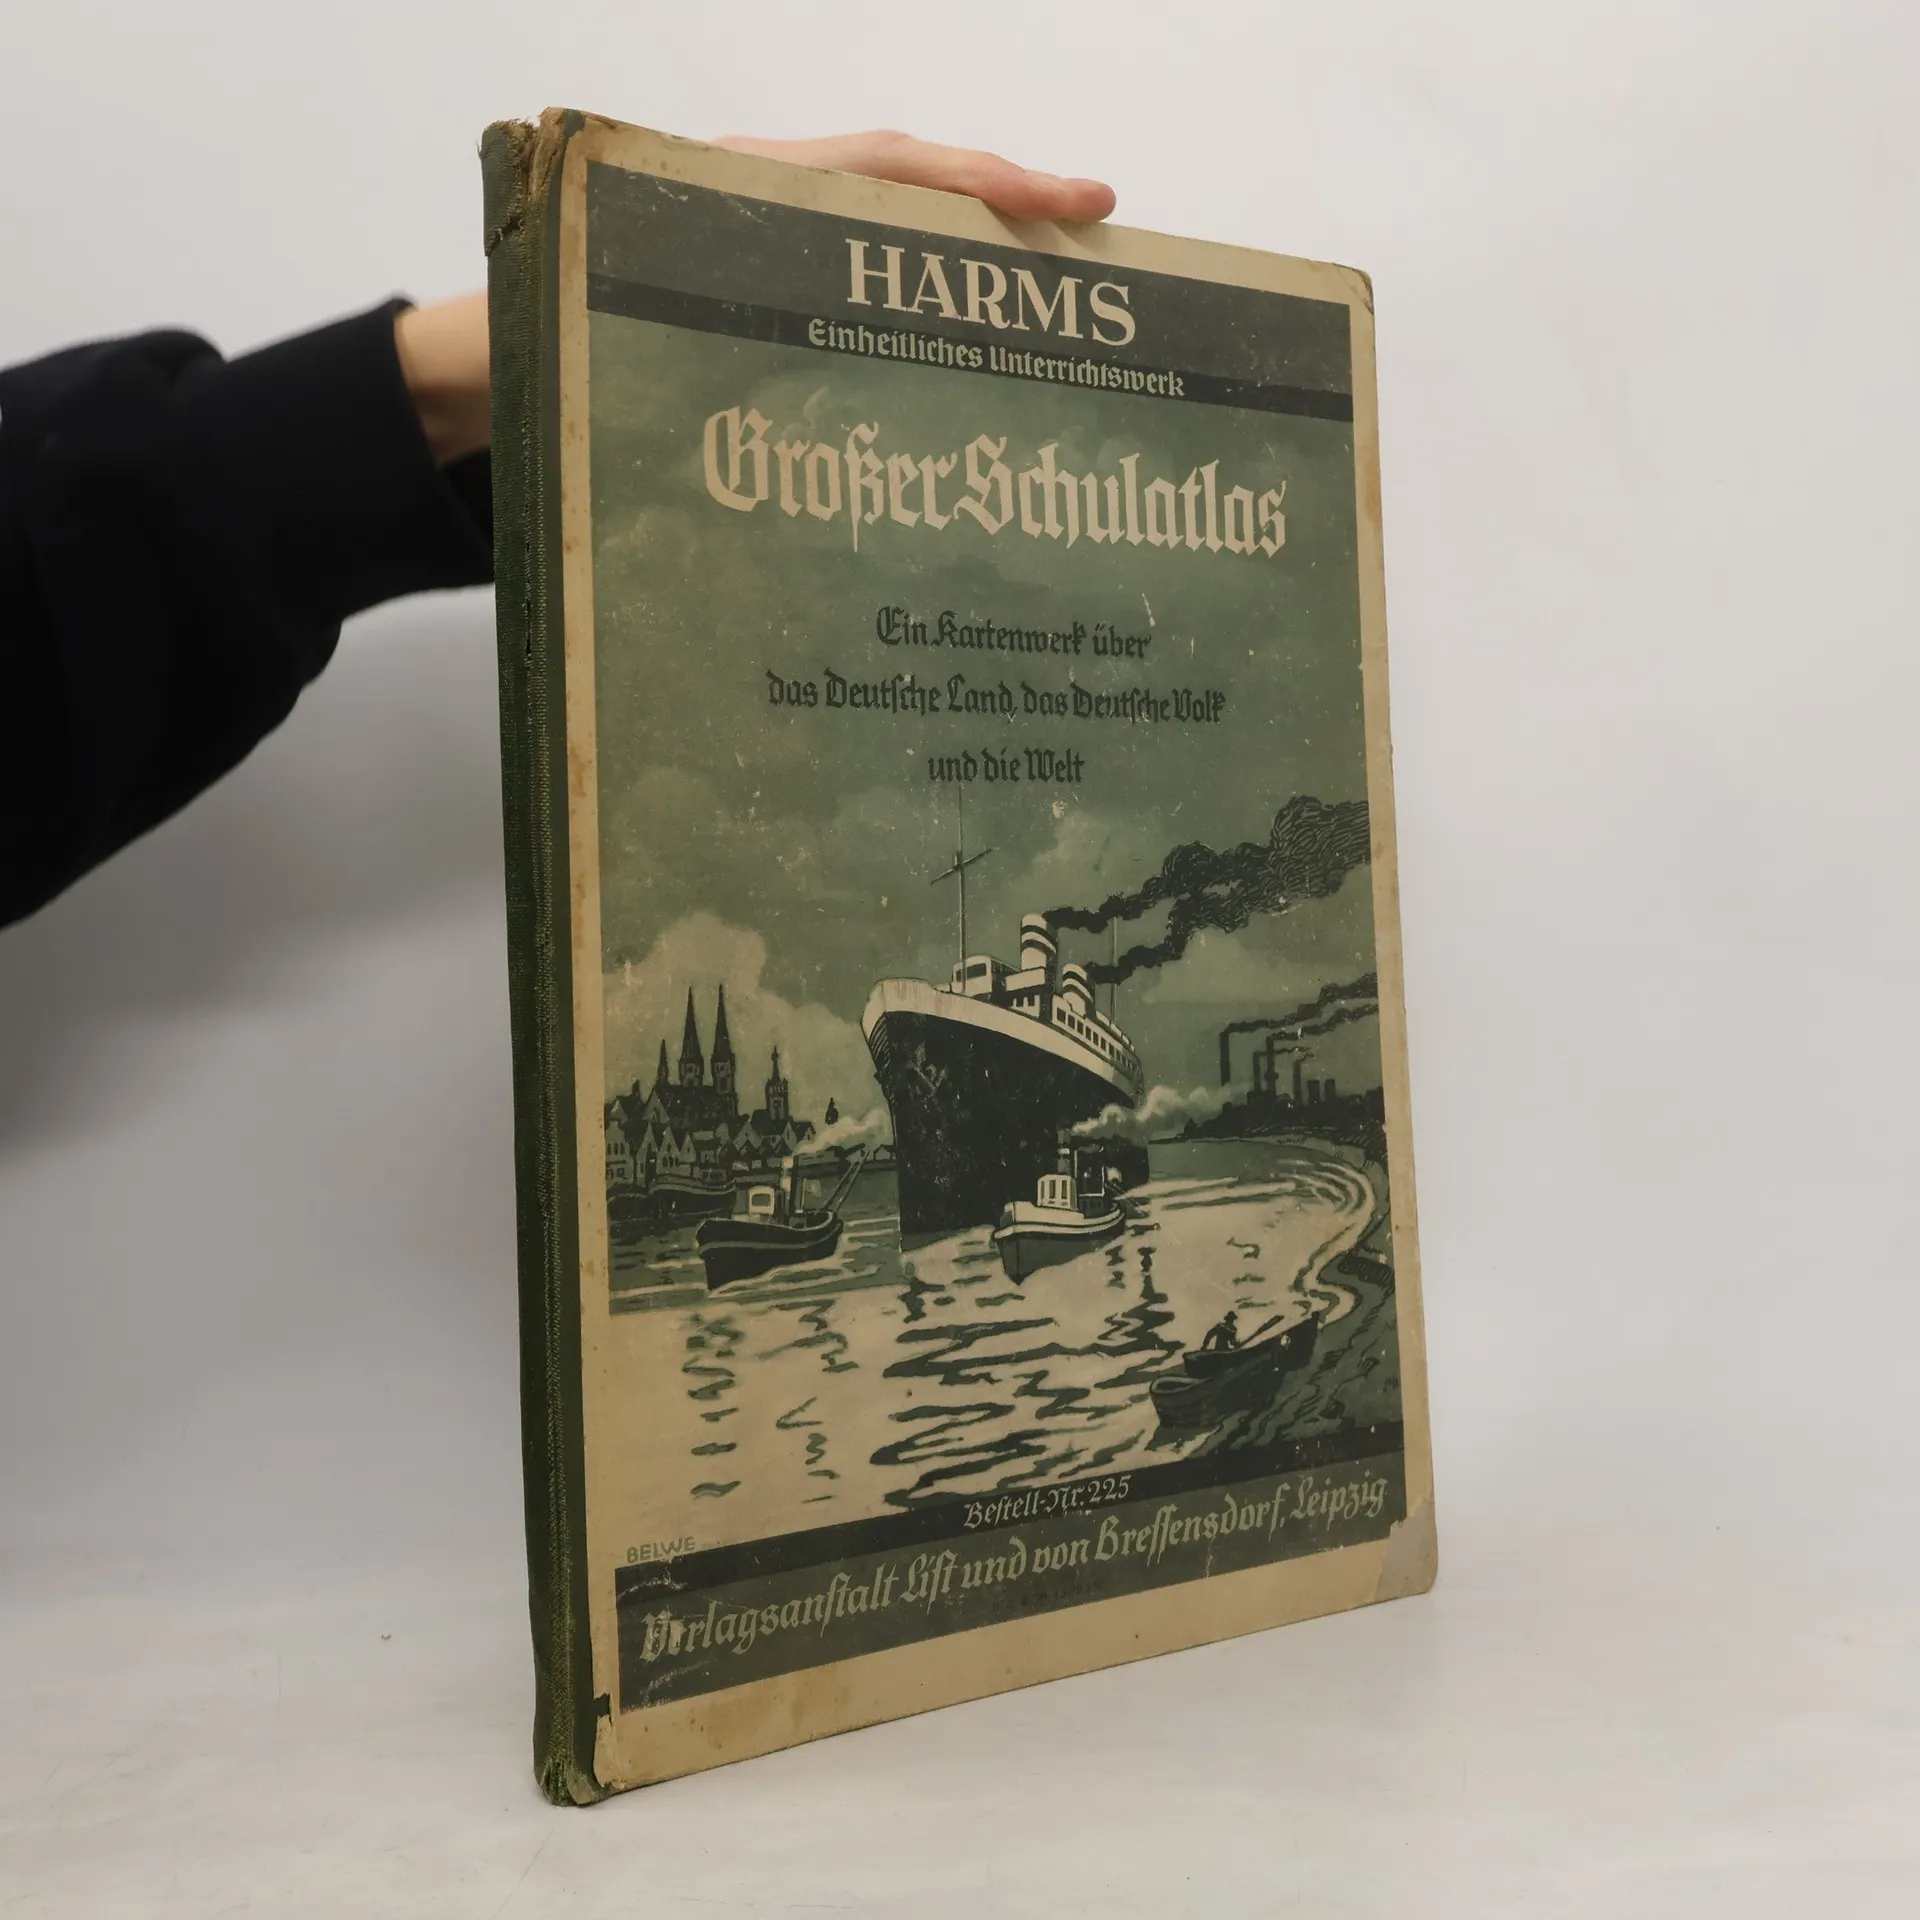 HARMS
Einheitliches Unterrichtswerk
Großer Schulatlas
Ein Kartenwerk über
das Deutsche Land, das Deutsche Volk
und die Welt
BELWE
Bestell-Nr. 225
Verlagsanstalt List und von Bressensdorf, Leipzig